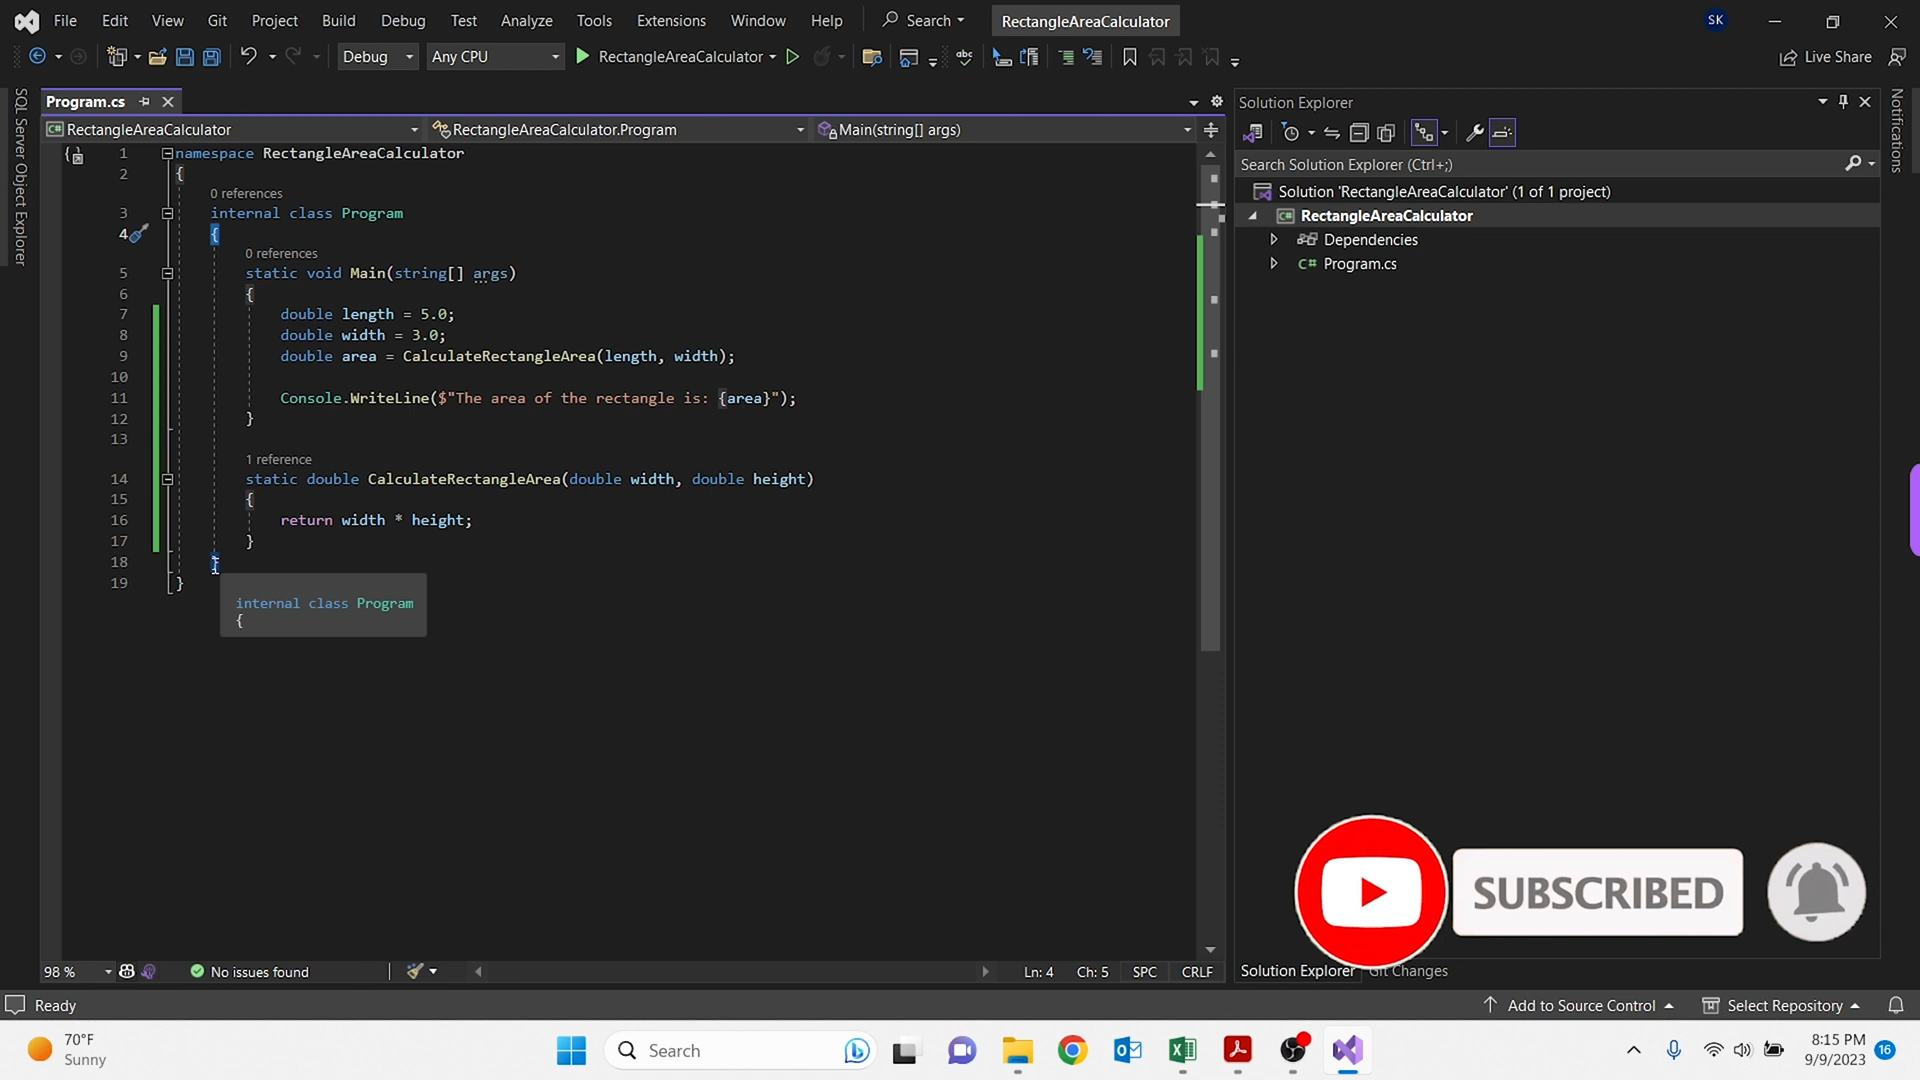 File Edit View Git Project Build Debug Test Analyze Tools Extensions Window Help Search RectangleAreaCalculator SK
Debug Any CPU RectangleAreaCalculator abc Live Share
SQL Server Object Explorer
Program.cs
RectangleAreaCalculator RectangleAreaCalculator.Program Main(string[] args)
1 namespace RectangleAreaCalculator
2 {
0 references
3 internal class Program
4 {
0 references
5 static void Main(string[] args)
6 {
7 double length = 5.0;
8 double width = 3.0;
9 double area = CalculateRectangleArea(length, width);
10
11 Console.WriteLine($"The area of the rectangle is: {area}");
12 }
13
1 reference
14 static double CalculateRectangleArea(double width, double height)
15 {
16 return width * height;
17 }
18 }
19 }
internal class Program
{
98 % No issues found Ln: 4 Ch: 5 SPC CRLF
Solution Explorer
Search Solution Explorer (Ctrl+;)
Solution 'RectangleAreaCalculator' (1 of 1 project)
C# RectangleAreaCalculator
Dependencies
C# Program.cs
Notifications
SUBSCRIBED
Solution Explorer Git Changes
Ready Add to Source Control Select Repository
70°F
Sunny
Search
8:15 PM
9/9/2023
16